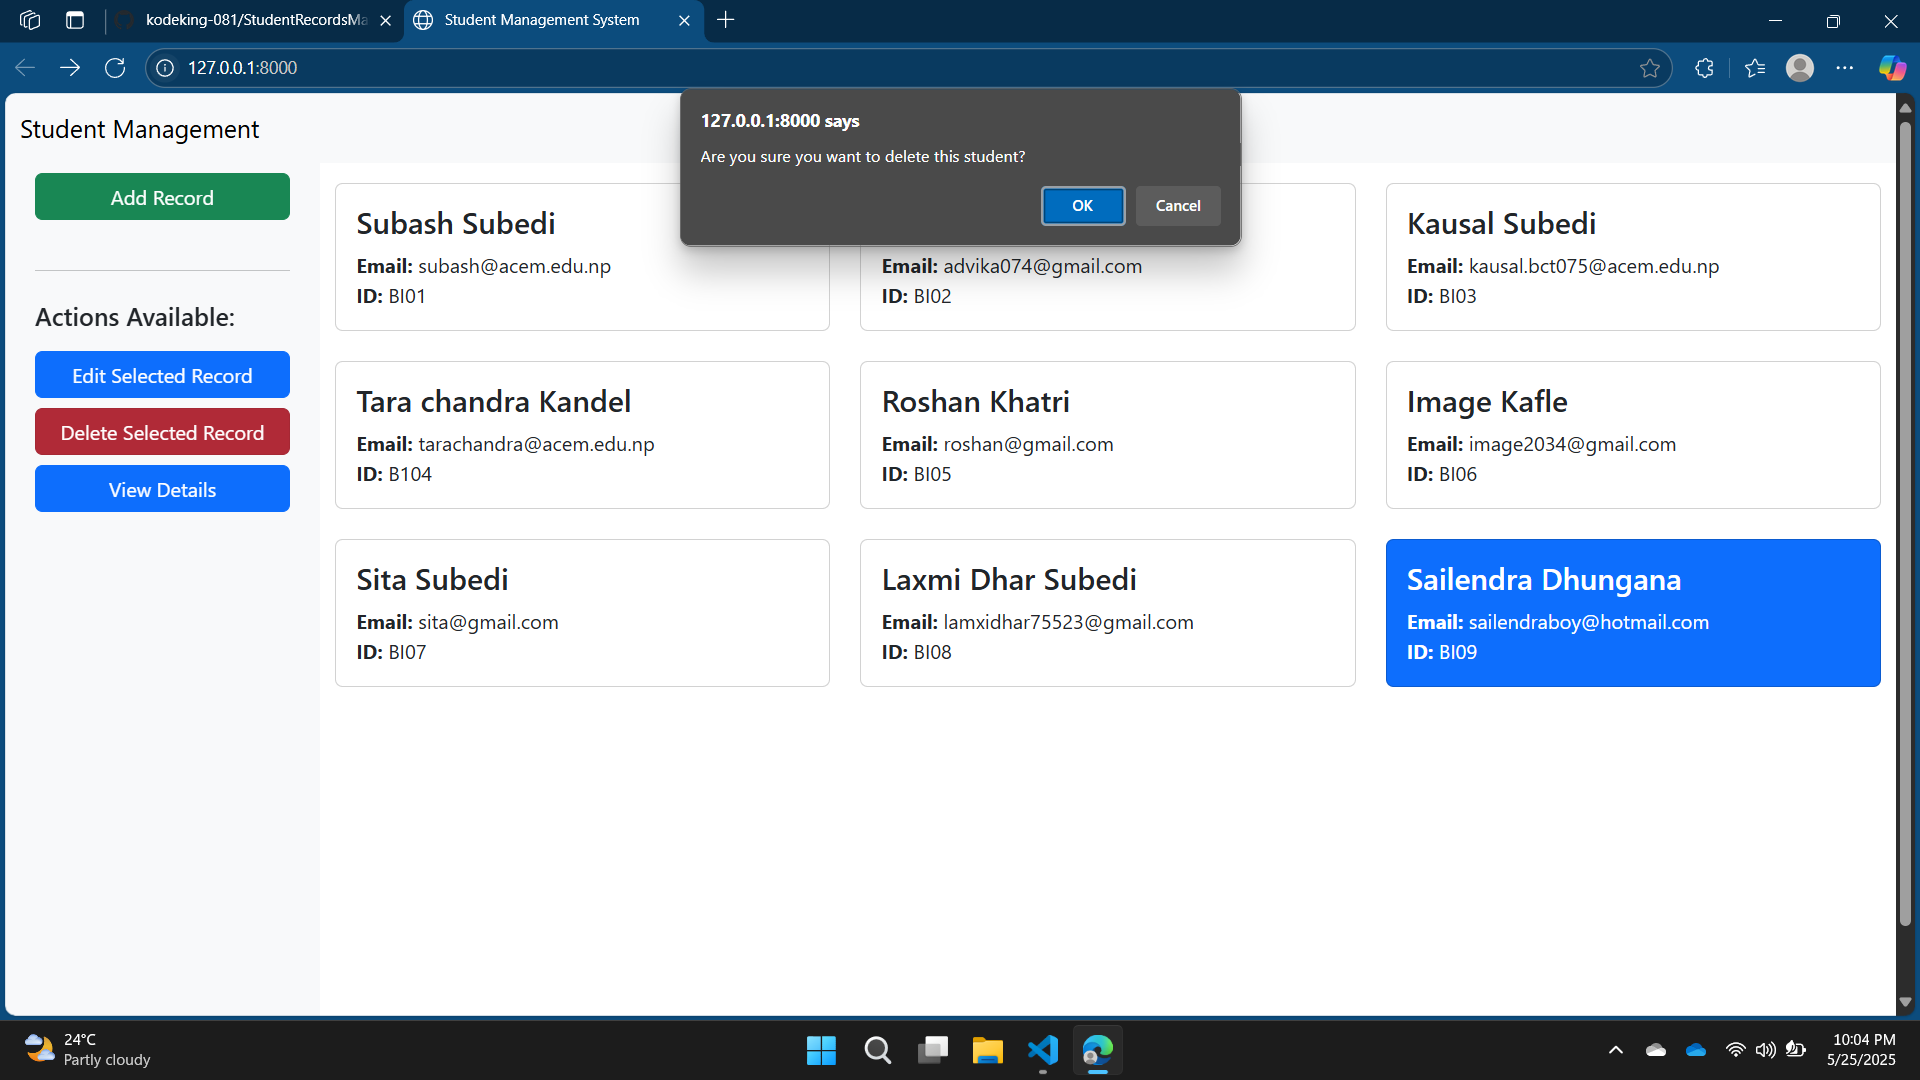 kodeking-081/StudentRecordsMa
Student Management System
127.0.0.1:8000
127.0.0.1:8000 says
Are you sure you want to delete this student?
OK
Cancel
Student Management
Add Record
Actions Available:
Edit Selected Record
Delete Selected Record
View Details
Subash Subedi
Email: subash@acem.edu.np
ID: BI01
Email: advika074@gmail.com
ID: BI02
Kausal Subedi
Email: kausal.bct075@acem.edu.np
ID: BI03
Tara chandra Kandel
Email: tarachandra@acem.edu.np
ID: B104
Roshan Khatri
Email: roshan@gmail.com
ID: BI05
Image Kafle
Email: image2034@gmail.com
ID: BI06
Sita Subedi
Email: sita@gmail.com
ID: BI07
Laxmi Dhar Subedi
Email: lamxidhar75523@gmail.com
ID: BI08
Sailendra Dhungana
Email: sailendraboy@hotmail.com
ID: BI09
24°C
Partly cloudy
10:04 PM
5/25/2025